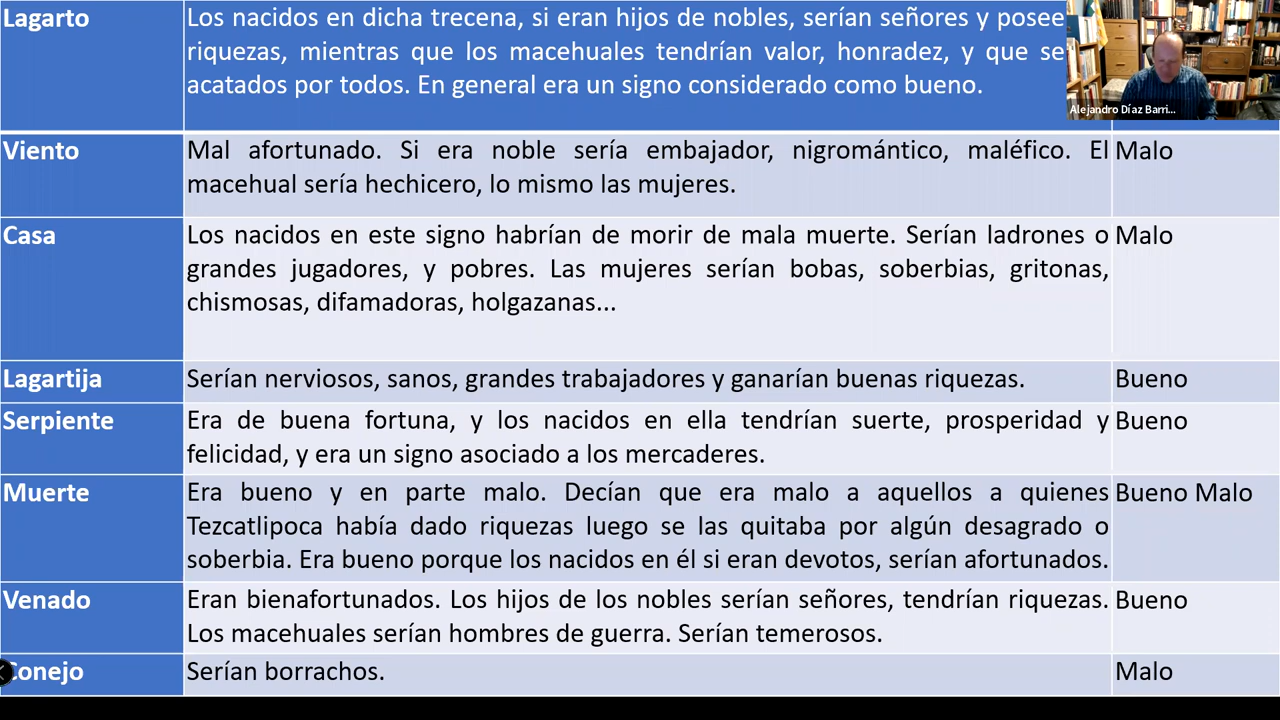 Lagarto
Los nacidos en dicha trecena, si eran hijos de nobles, serían señores y posee
riquezas, mientras que los macehuales tendrían valor, honradez, y que se
acatados por todos. En general era un signo considerado como bueno.
Alejandro Díaz Barri...
Viento
Mal afortunado. Si era noble sería embajador, nigromántico, maléfico. El
macehual sería hechicero, lo mismo las mujeres.
Malo
Casa
Los nacidos en este signo habrían de morir de mala muerte. Serían ladrones o
grandes jugadores, y pobres. Las mujeres serían bobas, soberbias, gritonas,
chismosas, difamadoras, holgazanas...
Malo
Lagartija
Serían nerviosos, sanos, grandes trabajadores y ganarían buenas riquezas.
Bueno
Serpiente
Era de buena fortuna, y los nacidos en ella tendrían suerte, prosperidad y
felicidad, y era un signo asociado a los mercaderes.
Bueno
Muerte
Era bueno y en parte malo. Decían que era malo a aquellos a quienes
Tezcatlipoca había dado riquezas luego se las quitaba por algún desagrado o
soberbia. Era bueno porque los nacidos en él si eran devotos, serían afortunados.
Bueno Malo
Venado
Eran bienafortunados. Los hijos de los nobles serían señores, tendrían riquezas.
Los macehuales serían hombres de guerra. Serían temerosos.
Bueno
Conejo
Serían borrachos.
Malo